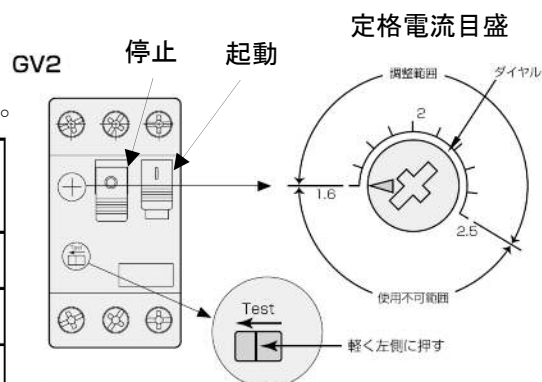 定格電流目盛
GV2
停止
起動
調整範囲
ダイヤル
。
2
1.6
2.5
Test
使用不可範囲
Test
軽く左側に押す